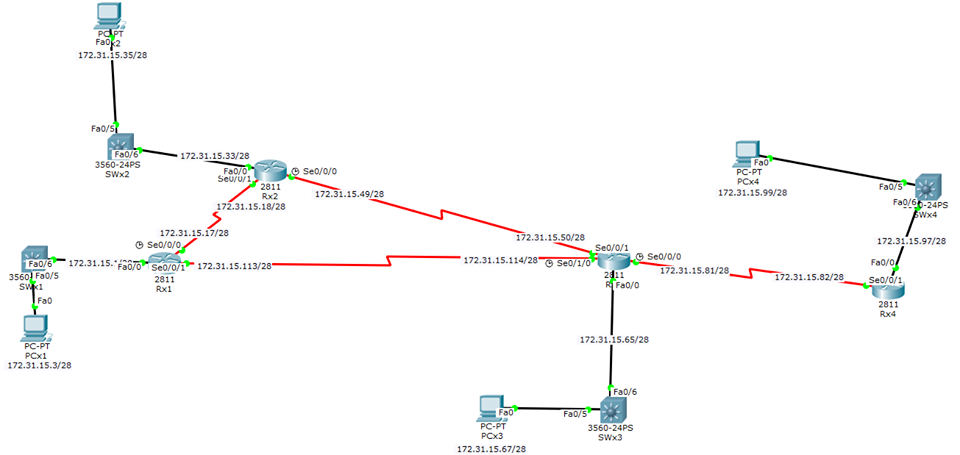 PC-PT
Fa0
172.31.15.35/28
Fa0/5
Fa0/6
3560-24PS
SWx2
172.31.15.33/28
Fa0/0
Se0/0/1
Se0/0/0
2811
Rx2
172.31.15.18/28
172.31.15.49/28
172.31.15.17/28
Se0/0/0
Fa0/6
Fa0/5
SWx1
Fa0/0
Se0/0/1
2811
Rx1
172.31.15.113/28
Fa0
PC-PT
PCx1
172.31.15.3/28
172.31.15.50/28
Se0/0/1
172.31.15.114/28
Se0/1/0
Se0/0/0
2811
Fa0/0
172.31.15.81/28
172.31.15.82/28
172.31.15.65/28
Fa0/6
Fa0
Fa0/5
PC-PT
PCx3
3560-24PS
SWx3
172.31.15.67/28
Fa0
PC-PT
PCx4
172.31.15.99/28
Fa0/5
Fa0/6
SWx4
172.31.15.97/28
Fa0/0
Se0/0/1
2811
Rx4